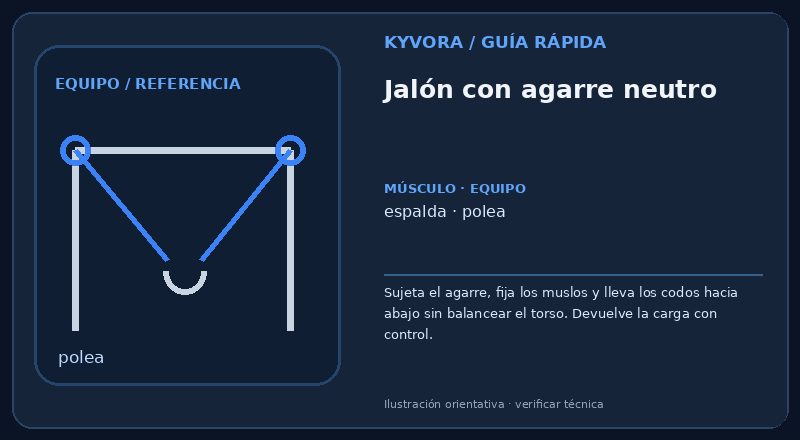 EQUIPO / REFERENCIA
polea
KYVORA / GUÍA RÁPIDA
Jalón con agarre neutro
MÚSCULO · EQUIPO
espalda · polea
Sujeta el agarre, fija los muslos y lleva los codos hacia
abajo sin balancear el torso. Devuelve la carga con
control.
Ilustración orientativa · verificar técnica